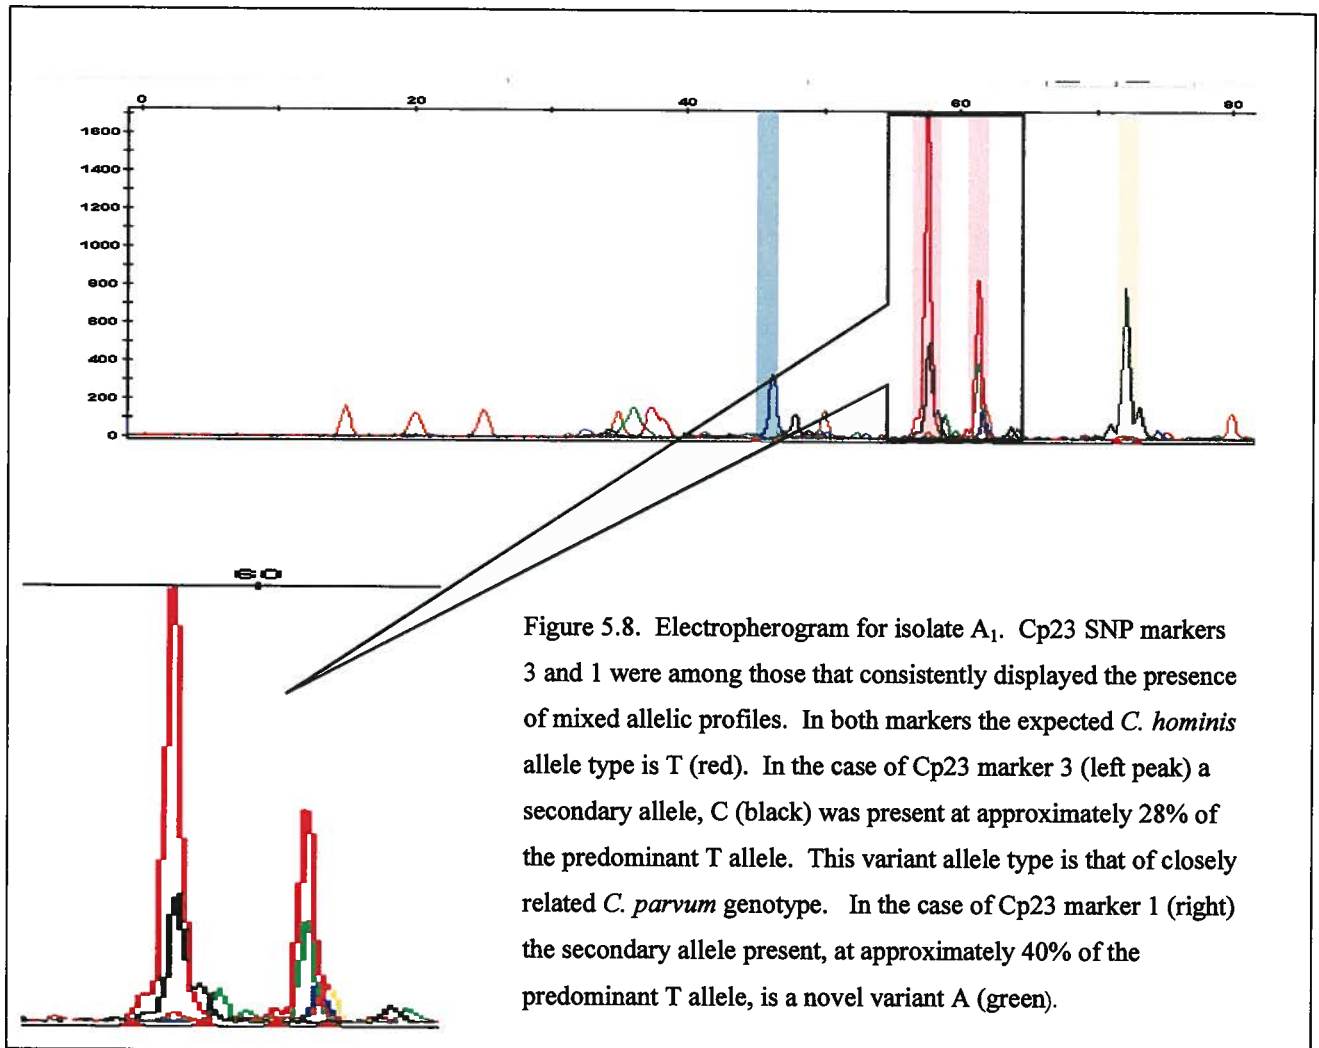 0 20 40 60 80
1600
1400
1200
1000
800
600
400
200
0
60
Figure 5.8. Electropherogram for isolate A₁. Cp23 SNP markers
3 and 1 were among those that consistently displayed the presence
of mixed allelic profiles. In both markers the expected C. hominis
allele type is T (red). In the case of Cp23 marker 3 (left peak) a
secondary allele, C (black) was present at approximately 28% of
the predominant T allele. This variant allele type is that of closely
related C. parvum genotype. In the case of Cp23 marker 1 (right)
the secondary allele present, at approximately 40% of the
predominant T allele, is a novel variant A (green).